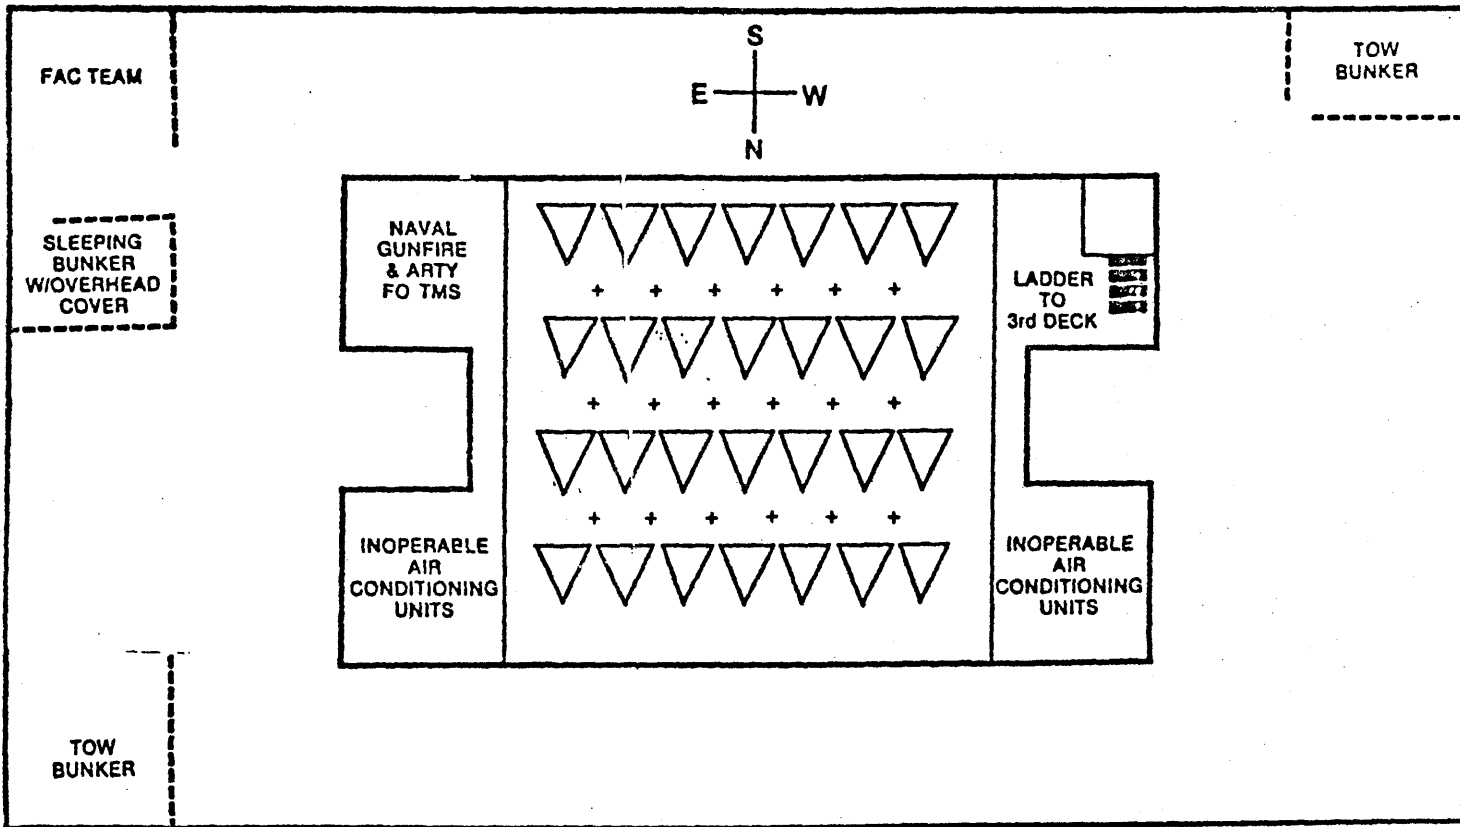 FAC TEAM
S
E
W
N
TOW
BUNKER
SLEEPING
BUNKER
W/OVERHEAD
COVER
NAVAL
GUNFIRE
& ARTY
FO TMS
LADDER
TO
3rd DECK
INOPERABLE
AIR
CONDITIONING
UNITS
INOPERABLE
AIR
CONDITIONING
UNITS
TOW
BUNKER